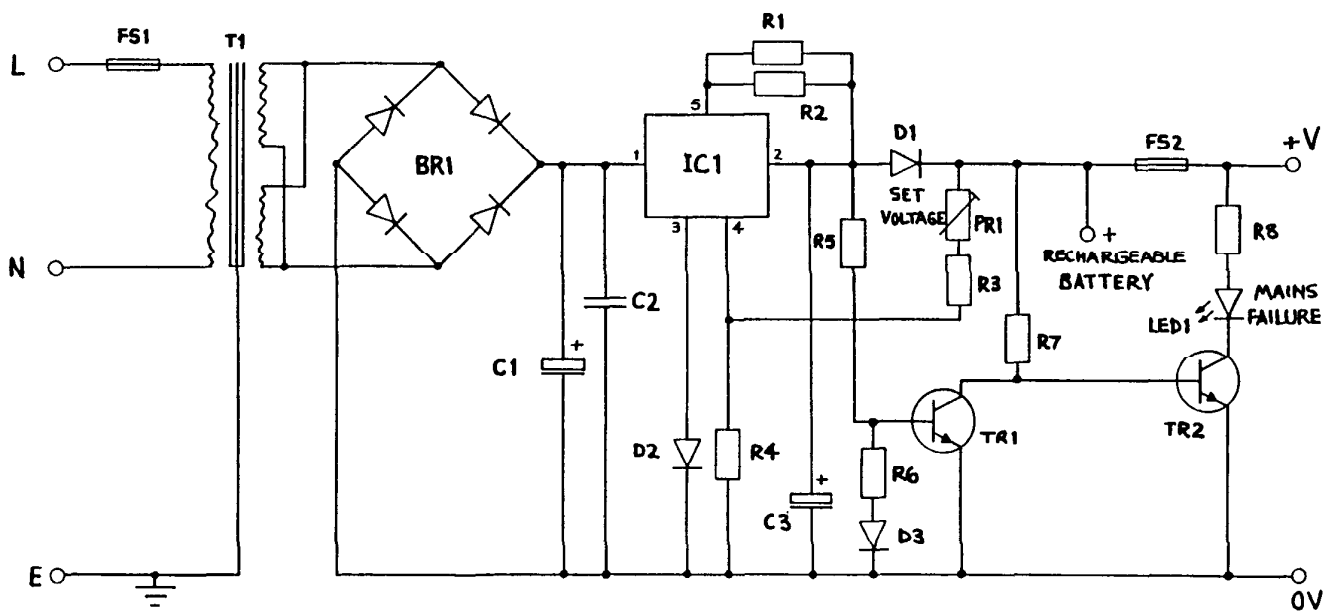 FS1
T1
L
N
E
BR1
C1
+
C2
R1
R2
5
1
IC1
2
3
4
D1
SET
VOLTAGE
PR1
R3
R5
FS2
+V
+
RECHARGEABLE
BATTERY
R8
MAINS
FAILURE
LED1
R7
D2
R4
+
C3
R6
D3
TR1
TR2
0V